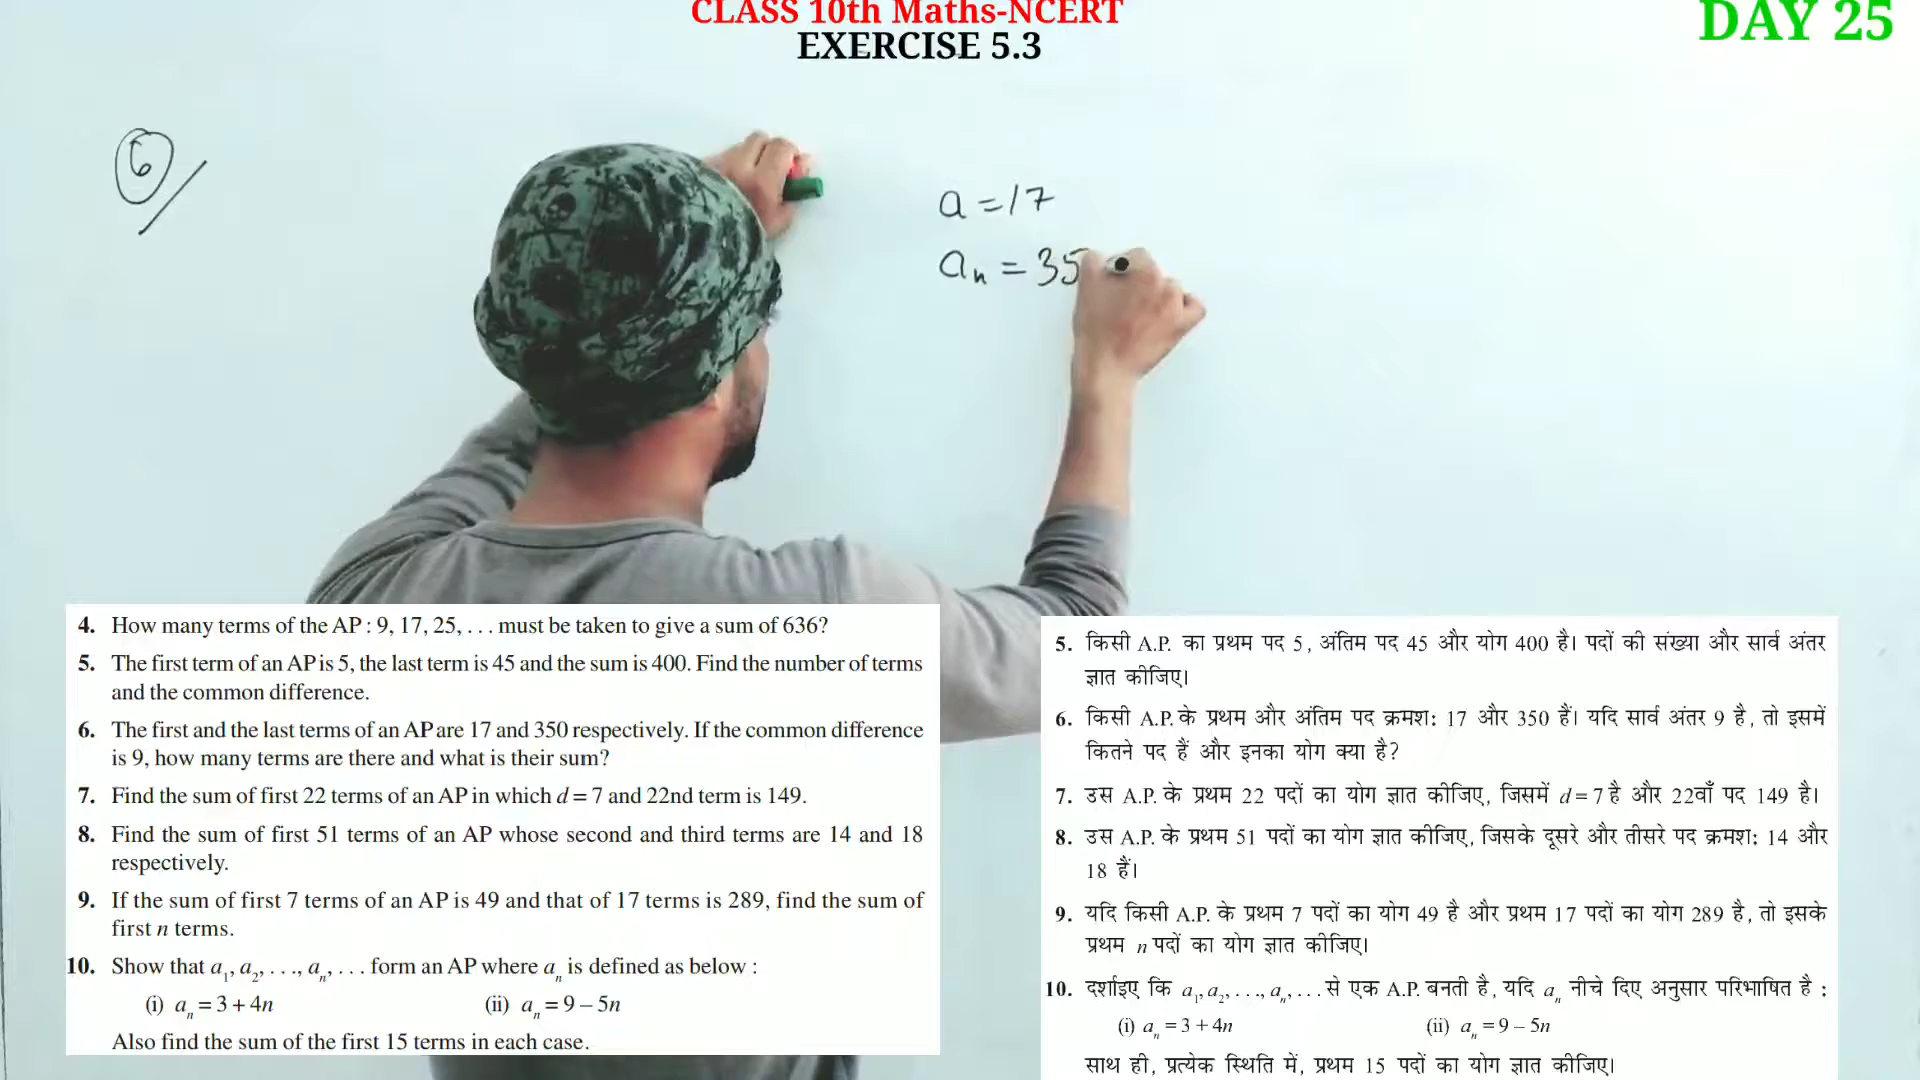 CLASS 10th Maths-NCERT
EXERCISE 5.3
DAY 25
6
a = 17
aₙ = 35
4. How many terms of the AP : 9, 17, 25, . . . must be taken to give a sum of 636?
5. The first term of an AP is 5, the last term is 45 and the sum is 400. Find the number of terms
and the common difference.
6. The first and the last terms of an AP are 17 and 350 respectively. If the common difference
is 9, how many terms are there and what is their sum?
7. Find the sum of first 22 terms of an AP in which d = 7 and 22nd term is 149.
8. Find the sum of first 51 terms of an AP whose second and third terms are 14 and 18
respectively.
9. If the sum of first 7 terms of an AP is 49 and that of 17 terms is 289, find the sum of
first n terms.
10. Show that a₁, a₂, . . ., aₙ, . . . form an AP where aₙ is defined as below :
(i) aₙ = 3 + 4n (ii) aₙ = 9 – 5n
Also find the sum of the first 15 terms in each case.
5. किसी A.P. का प्रथम पद 5, अंतिम पद 45 और योग 400 है। पदों की संख्या और सार्व अंतर
ज्ञात कीजिए।
6. किसी A.P. के प्रथम और अंतिम पद क्रमश: 17 और 350 हैं। यदि सार्व अंतर 9 है, तो इसमें
कितने पद हैं और इनका योग क्या है?
7. उस A.P. के प्रथम 22 पदों का योग ज्ञात कीजिए, जिसमें d = 7 है और 22वाँ पद 149 है।
8. उस A.P. के प्रथम 51 पदों का योग ज्ञात कीजिए, जिसके दूसरे और तीसरे पद क्रमश: 14 और
18 हैं।
9. यदि किसी A.P. के प्रथम 7 पदों का योग 49 है और प्रथम 17 पदों का योग 289 है, तो इसके
प्रथम n पदों का योग ज्ञात कीजिए।
10. दर्शाइए कि a₁, a₂, . . ., aₙ, . . . से एक A.P. बनती है, यदि aₙ नीचे दिए अनुसार परिभाषित है :
(i) aₙ = 3 + 4n (ii) aₙ = 9 – 5n
साथ ही, प्रत्येक स्थिति में, प्रथम 15 पदों का योग ज्ञात कीजिए।